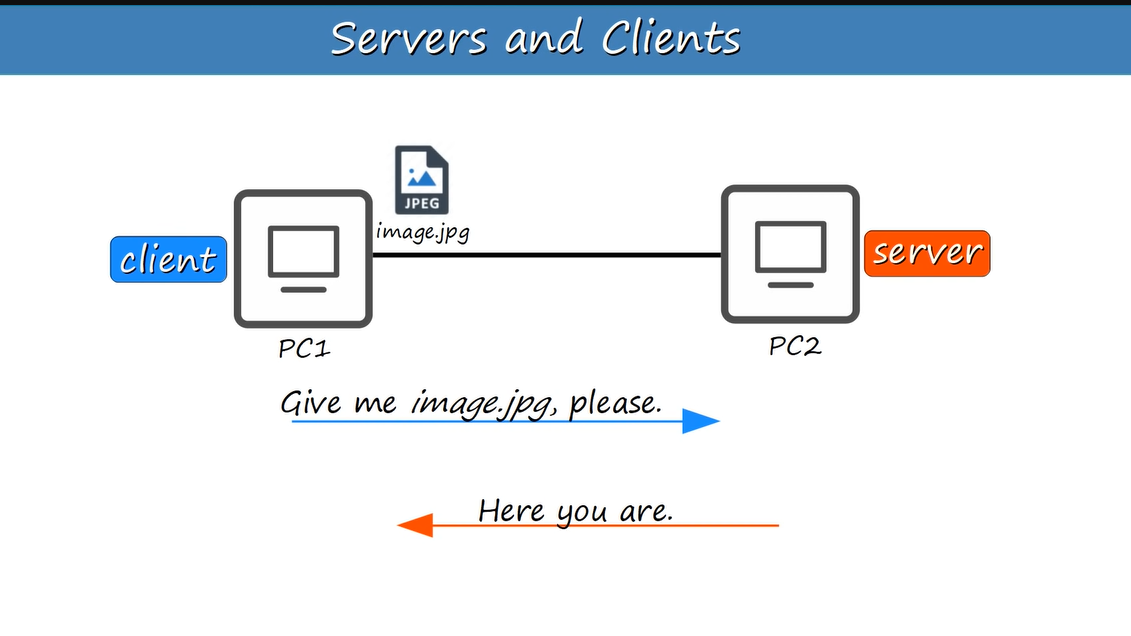 Servers and Clients
JPEG
image.jpg
client
server
PC1
PC2
Give me image.jpg, please.
Here you are.